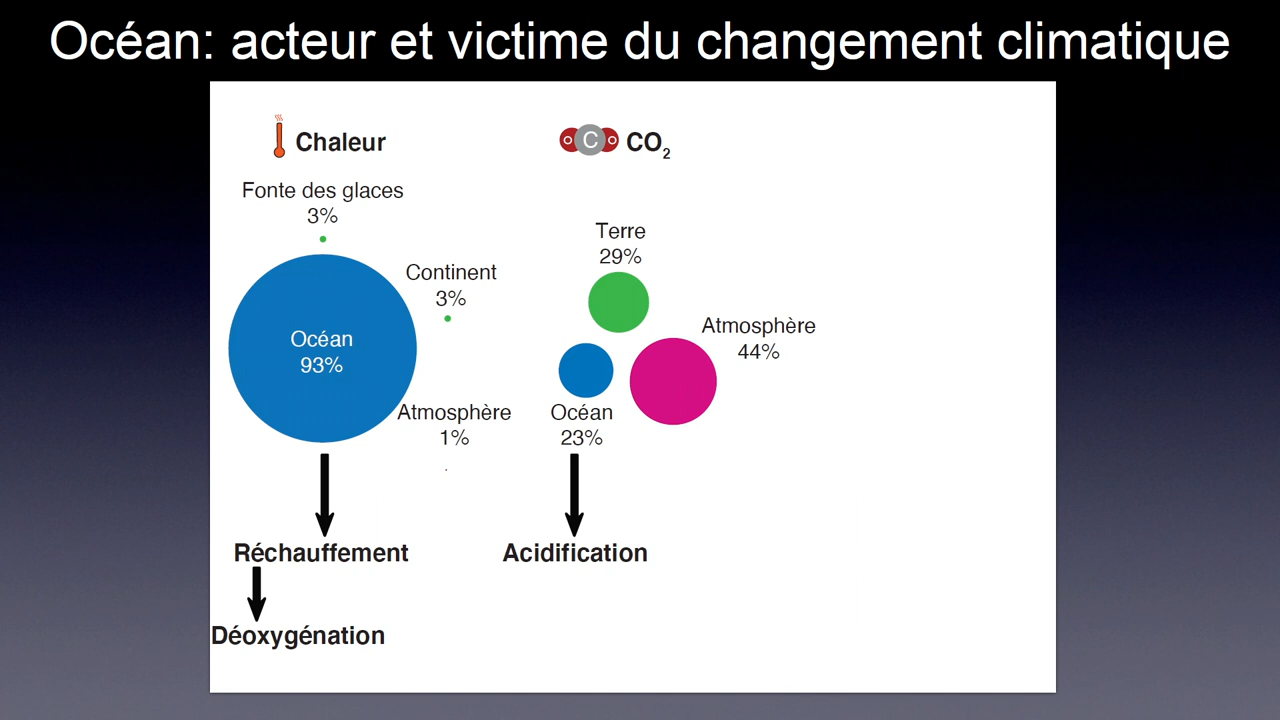 Océan: acteur et victime du changement climatique
Chaleur
Fonte des glaces
3%
Continent
3%
Océan
93%
Atmosphère
1%
Réchauffement
Déoxygénation
O C O
CO₂
Terre
29%
Atmosphère
44%
Océan
23%
Acidification